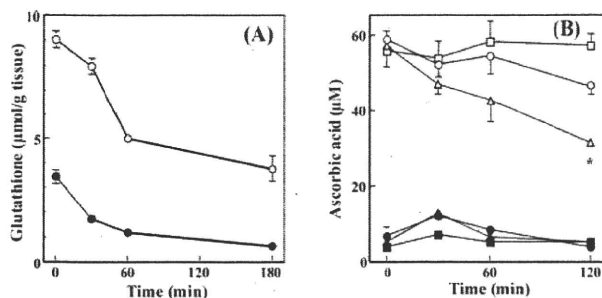 (A)
10
5
0
Glutathione (μmol/g tissue)
0 60 120 180
Time (min)
(B)
80
60
40
20
0
Ascorbic acid (μM)
*
0 60 120
Time (min)